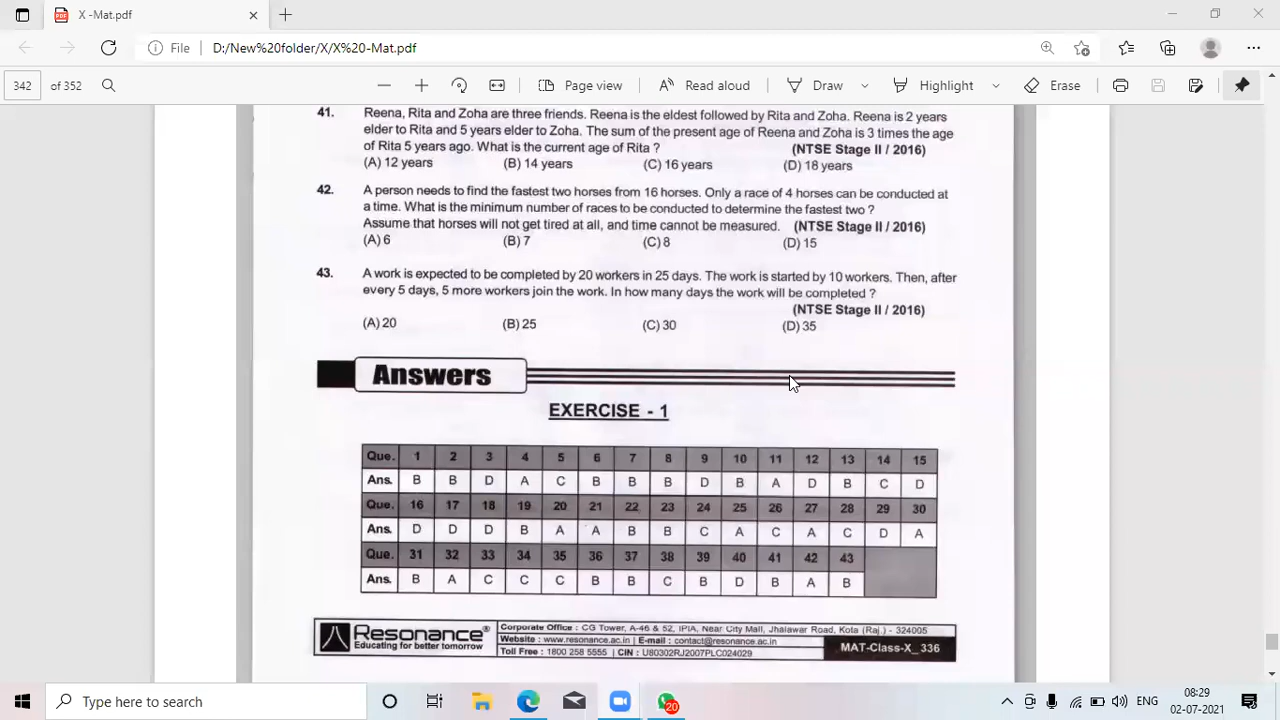 X -Mat.pdf
File D:/New%20folder/X/X%20-Mat.pdf
342 of 352 Page view Read aloud Draw Highlight Erase
41. Reena, Rita and Zoha are three friends. Reena is the eldest followed by Rita and Zoha. Reena is 2 years
elder to Rita and 5 years elder to Zoha. The sum of the present age of Reena and Zoha is 3 times the age
of Rita 5 years ago. What is the current age of Rita ? (NTSE Stage II / 2016)
(A) 12 years (B) 14 years (C) 16 years (D) 18 years
42. A person needs to find the fastest two horses from 16 horses. Only a race of 4 horses can be conducted at
a time. What is the minimum number of races to be conducted to determine the fastest two ?
Assume that horses will not get tired at all, and time cannot be measured. (NTSE Stage II / 2016)
(A) 6 (B) 7 (C) 8 (D) 15
43. A work is expected to be completed by 20 workers in 25 days. The work is started by 10 workers. Then, after
every 5 days, 5 more workers join the work. In how many days the work will be completed ?
(NTSE Stage II / 2016)
(A) 20 (B) 25 (C) 30 (D) 35
Answers
EXERCISE - 1
Que. 1 2 3 4 5 6 7 8 9 10 11 12 13 14 15
Ans. B B D A C B B B D B A D B C D
Que. 16 17 18 19 20 21 22 23 24 25 26 27 28 29 30
Ans. D D D B A A B B C A C A C D A
Que. 31 32 33 34 35 36 37 38 39 40 41 42 43
Ans. B A C C C B B C B D B A B
Resonance®
Educating for better tomorrow
Corporate Office : CG Tower, A-46 & 52, IPIA, Near City Mall, Jhalawar Road, Kota (Raj.) - 324005
Website : www.resonance.ac.in | E-mail : contact@resonance.ac.in
Toll Free : 1800 258 5555 | CIN : U80302RJ2007PLC024029
MAT-Class-X_ 336
Type here to search
20
ENG
08:29
02-07-2021